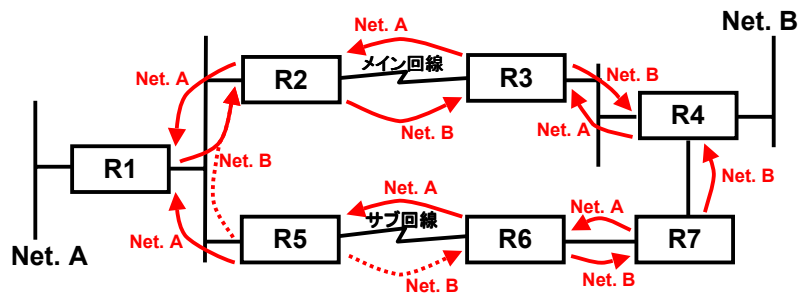 Net. B
Net. A
Net. A
メイン回線
R2
R3
Net. B
R4
Net. A
Net. B
R1
Net. B
Net. A
Net. B
Net. A
サブ回線
Net. A
Net. A
R5
R6
R7
Net. B
Net. B
Net. A